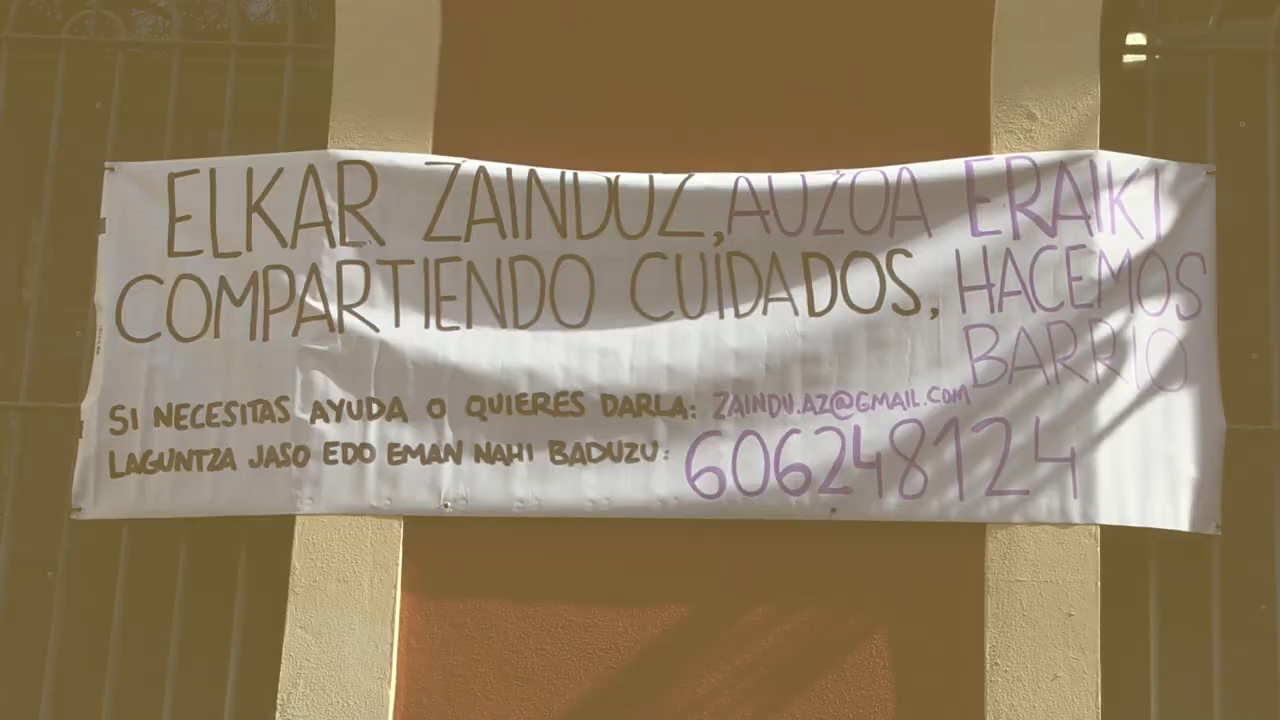 ELKAR ZAINDUZ, AUZOA ERAIKI
COMPARTIENDO CUIDADOS, HACEMOS
BARRIO
SI NECESITAS AYUDA O QUIERES DARLA: ZAINDU.AZ@GMAIL.COM
LAGUNTZA JASO EDO EMAN NAHI BADUZU: 606248124